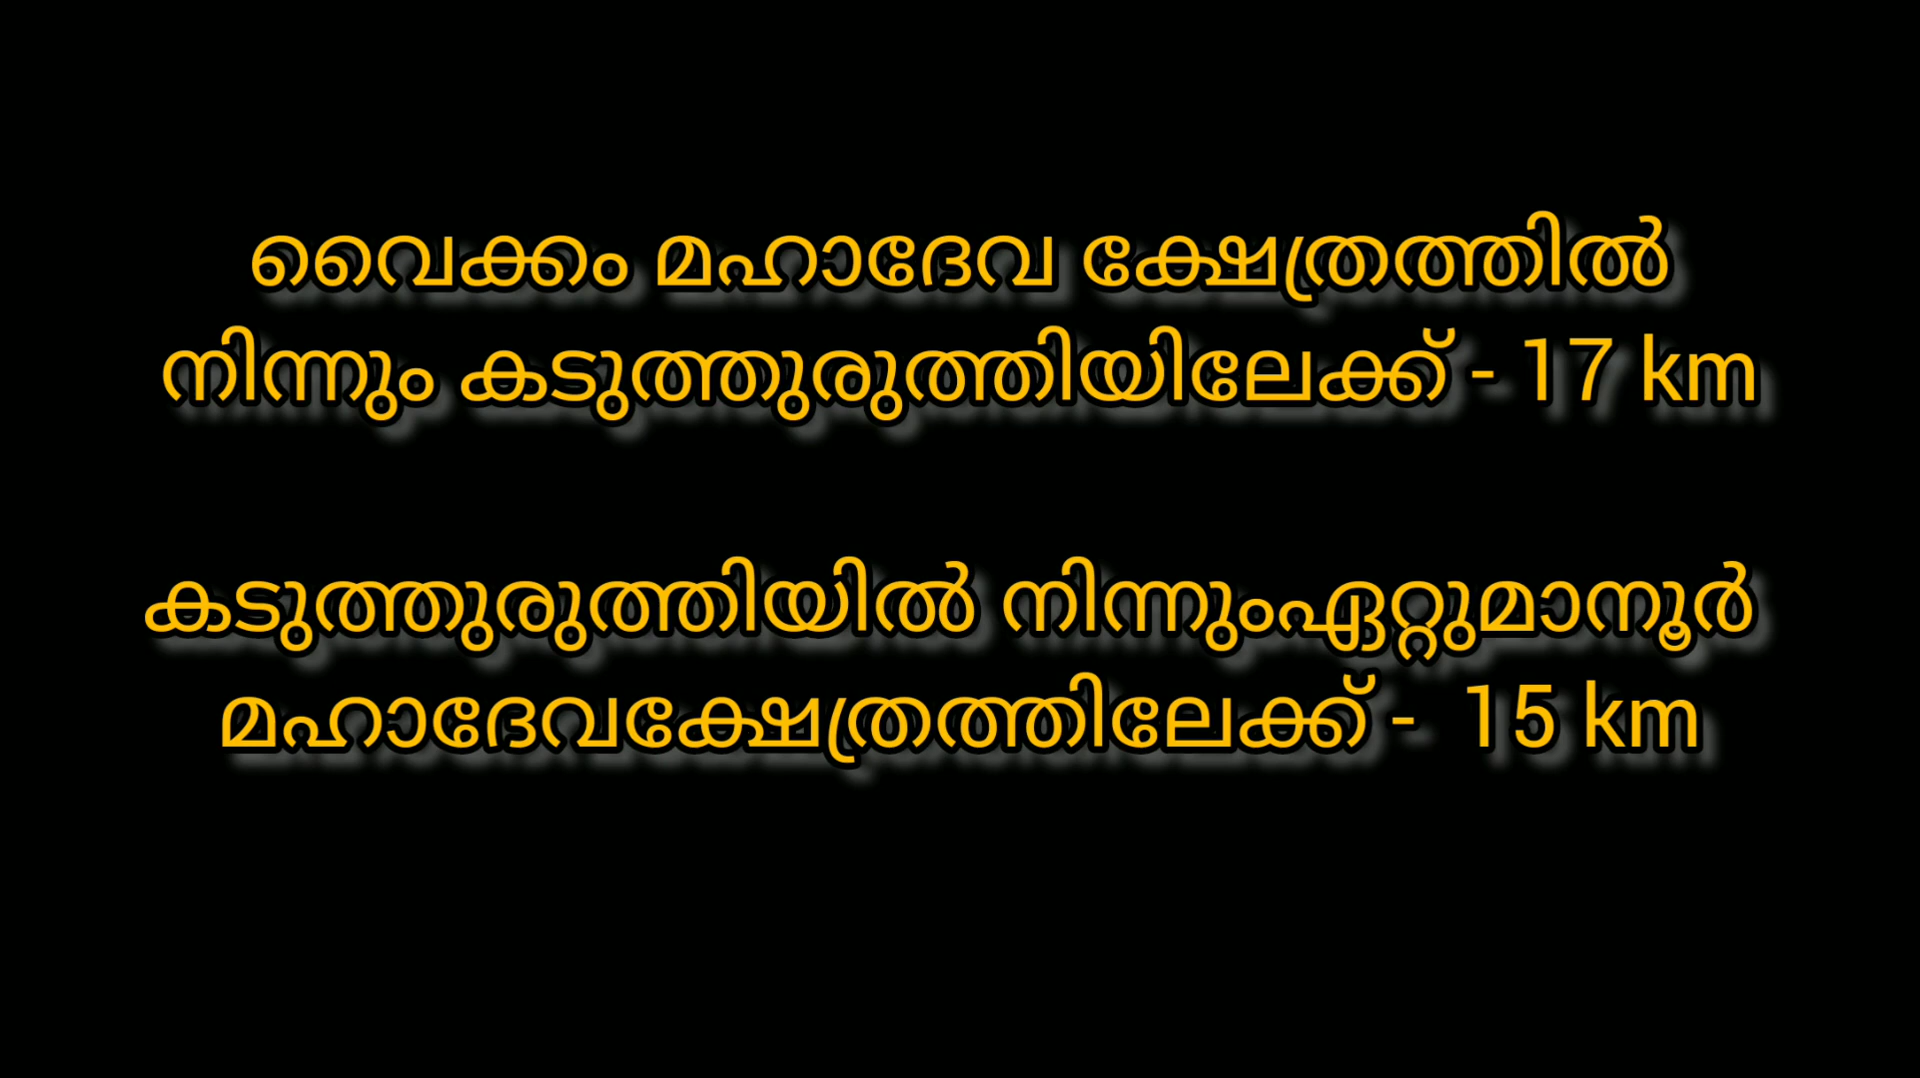 വൈക്കം മഹാദേവ ക്ഷേത്രത്തിൽ
നിന്നും കടുത്തുരുത്തിയിലേക്ക് - 17 km
കടുത്തുരുത്തിയിൽ നിന്നുംഏറ്റുമാനൂർ
മഹാദേവക്ഷേത്രത്തിലേക്ക് - 15 km